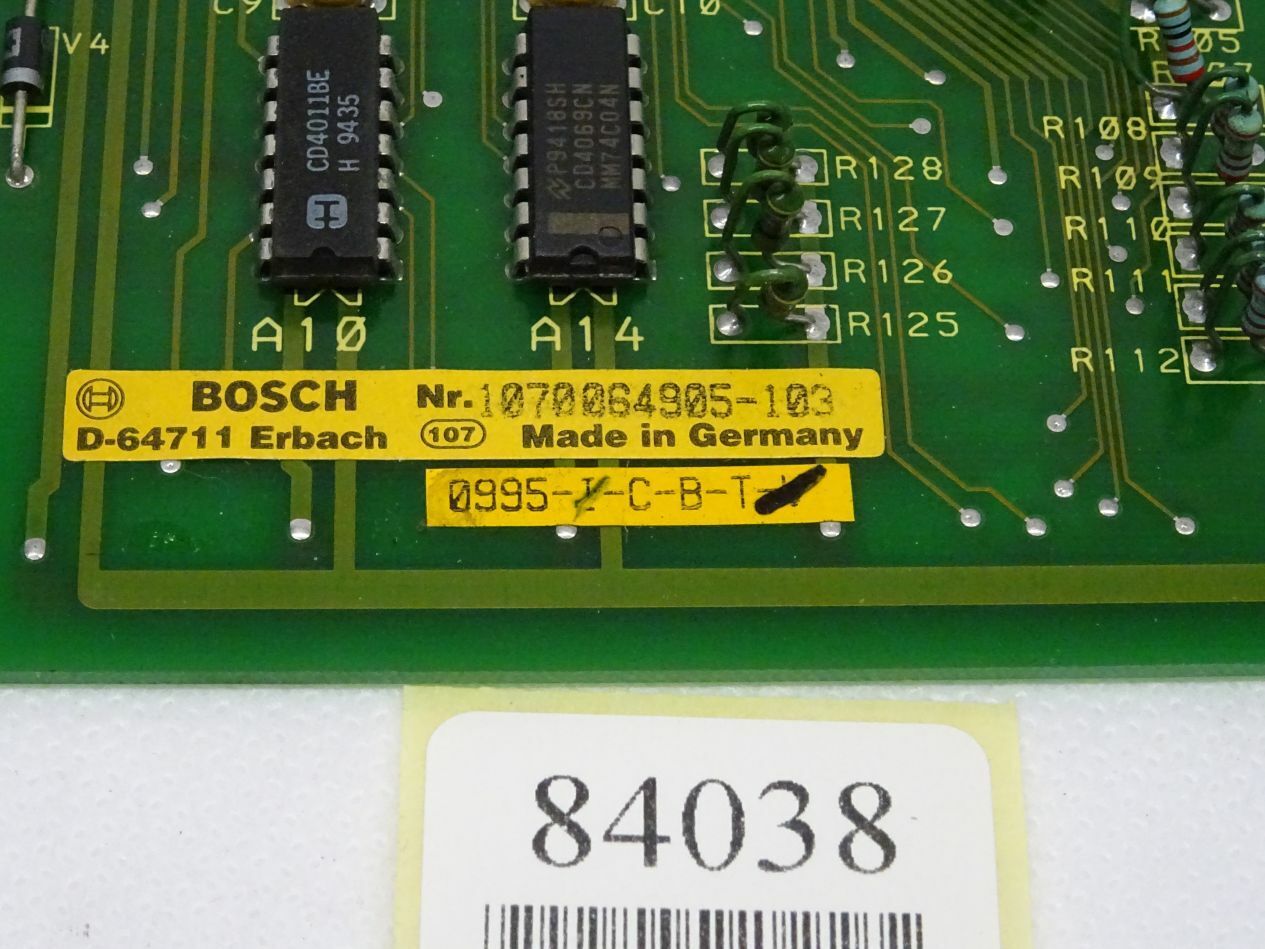 C9
C10
V4
R105
CD4011BE
H 9435
P9418SH
CD4069CN
MM74C04N
R128
R127
R126
R125
R108
R109
R110
R111
R112
A10
A14
BOSCH Nr. 1070064905-103
D-64711 Erbach 107 Made in Germany
0995-I-C-B-T-
84038